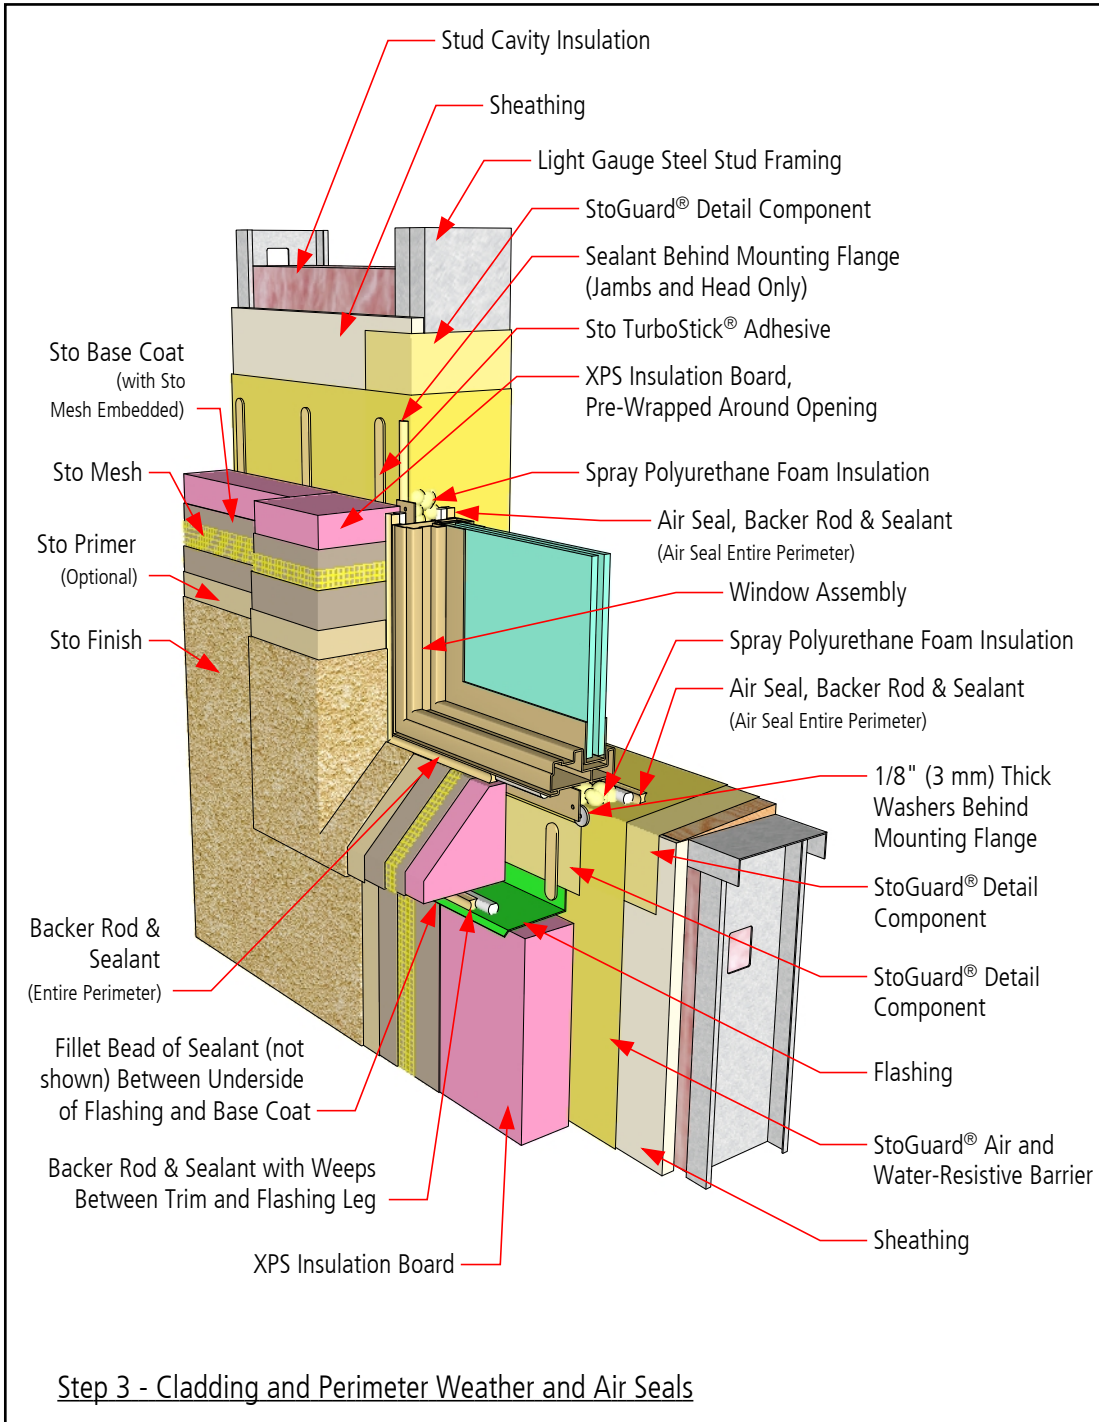 Stud Cavity Insulation
Sheathing
Light Gauge Steel Stud Framing
StoGuard® Detail Component
Sealant Behind Mounting Flange
(Jambs and Head Only)
Sto TurboStick® Adhesive
XPS Insulation Board,
Pre-Wrapped Around Opening
Spray Polyurethane Foam Insulation
Air Seal, Backer Rod & Sealant
(Air Seal Entire Perimeter)
Window Assembly
Spray Polyurethane Foam Insulation
Air Seal, Backer Rod & Sealant
(Air Seal Entire Perimeter)
1/8" (3 mm) Thick
Washers Behind
Mounting Flange
StoGuard® Detail
Component
StoGuard® Detail
Component
Flashing
StoGuard® Air and
Water-Resistive Barrier
Sheathing
Sto Base Coat
(with Sto
Mesh Embedded)
Sto Mesh
Sto Primer
(Optional)
Sto Finish
Backer Rod &
Sealant
(Entire Perimeter)
Fillet Bead of Sealant (not
shown) Between Underside
of Flashing and Base Coat
Backer Rod & Sealant with Weeps
Between Trim and Flashing Leg
XPS Insulation Board
Step 3 - Cladding and Perimeter Weather and Air Seals